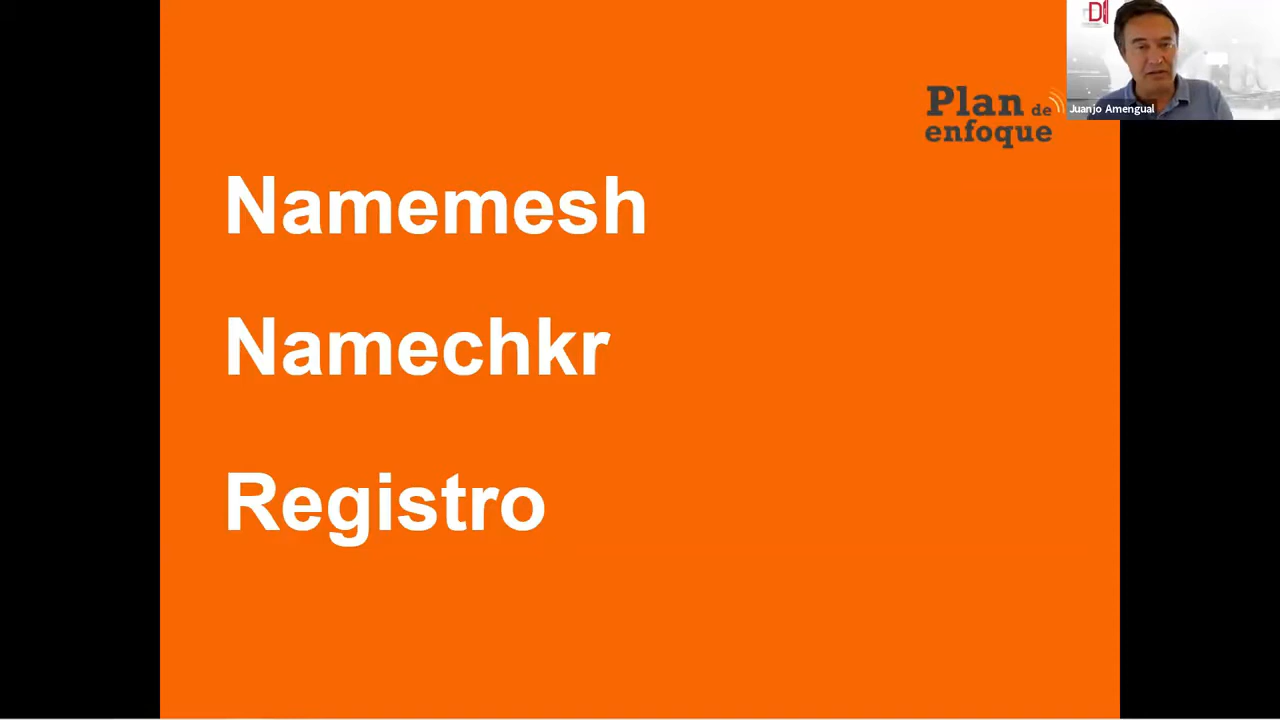 Plan de
enfoque
Juanjo Amengual
Namemesh
Namechkr
Registro